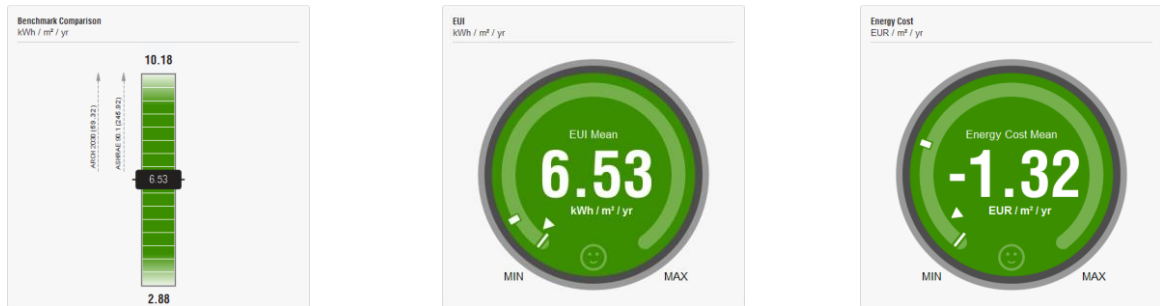 Benchmark Comparison
kWh / m² / yr
10.18
ARCH 2030 (59.32)
ASHRAE 90.1 (245.92)
6.53
2.88
EUI
kWh / m² / yr
EUI Mean
6.53
kWh / m² / yr
MIN
MAX
Energy Cost
EUR / m² / yr
Energy Cost Mean
-1.32
EUR / m² / yr
MIN
MAX